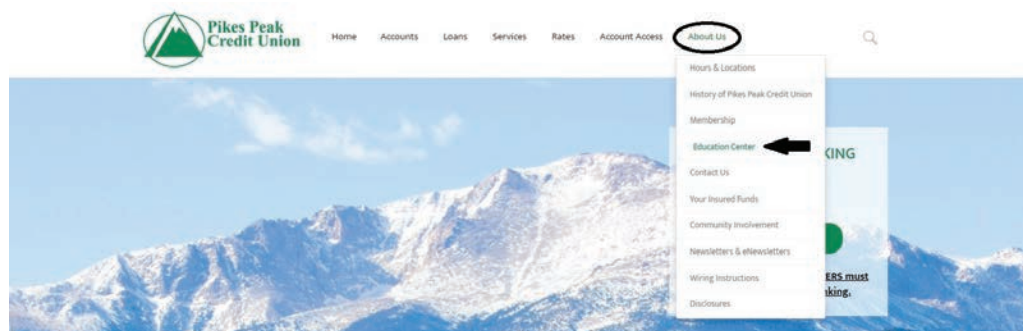 Pikes Peak
Credit Union
Home Accounts Loans Services Rates Account Access About Us
Hours & Locations
History of Pikes Peak Credit Union
Membership
Education Center
KING
Contact Us
Your Insured Funds
Community Involvement
Newsletters & eNewsletters
ERS must
Wiring Instructions
king.
Disclosures